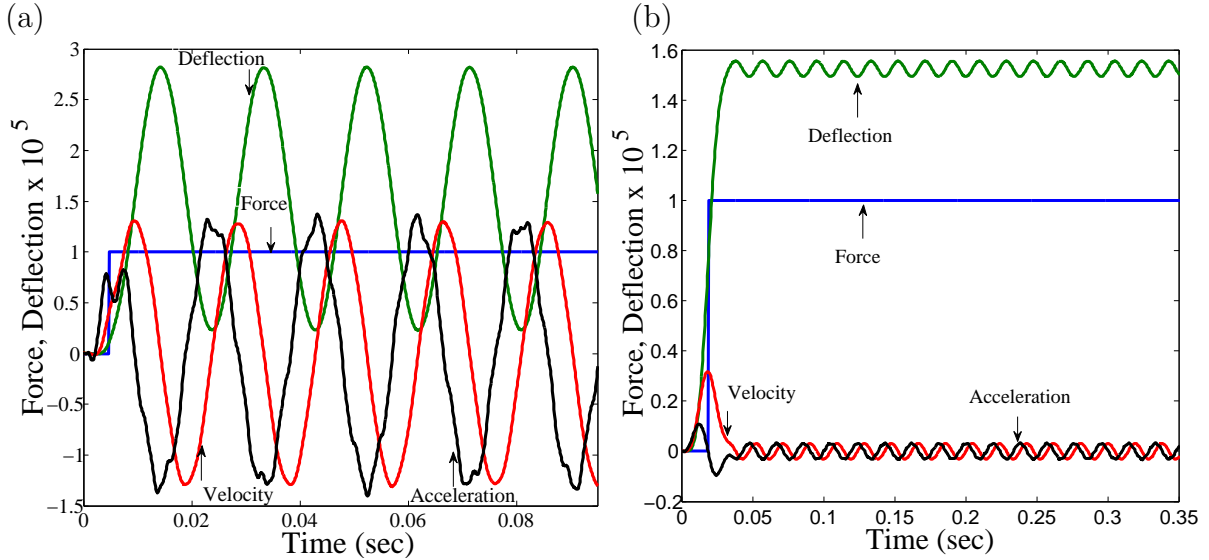 (a)
Force, Deflection x 10 5
3
2.5
2
1.5
1
0.5
0
−0.5
−1
−1.5
Deflection
Force
Velocity
Acceleration
0 0.02 0.04 0.06 0.08
Time (sec)
(b)
Force, Deflection x 10 5
1.6
1.4
1.2
1
0.8
0.6
0.4
0.2
0
−0.2
Deflection
Force
Velocity
Acceleration
0 0.05 0.1 0.15 0.2 0.25 0.3 0.35
Time (sec)